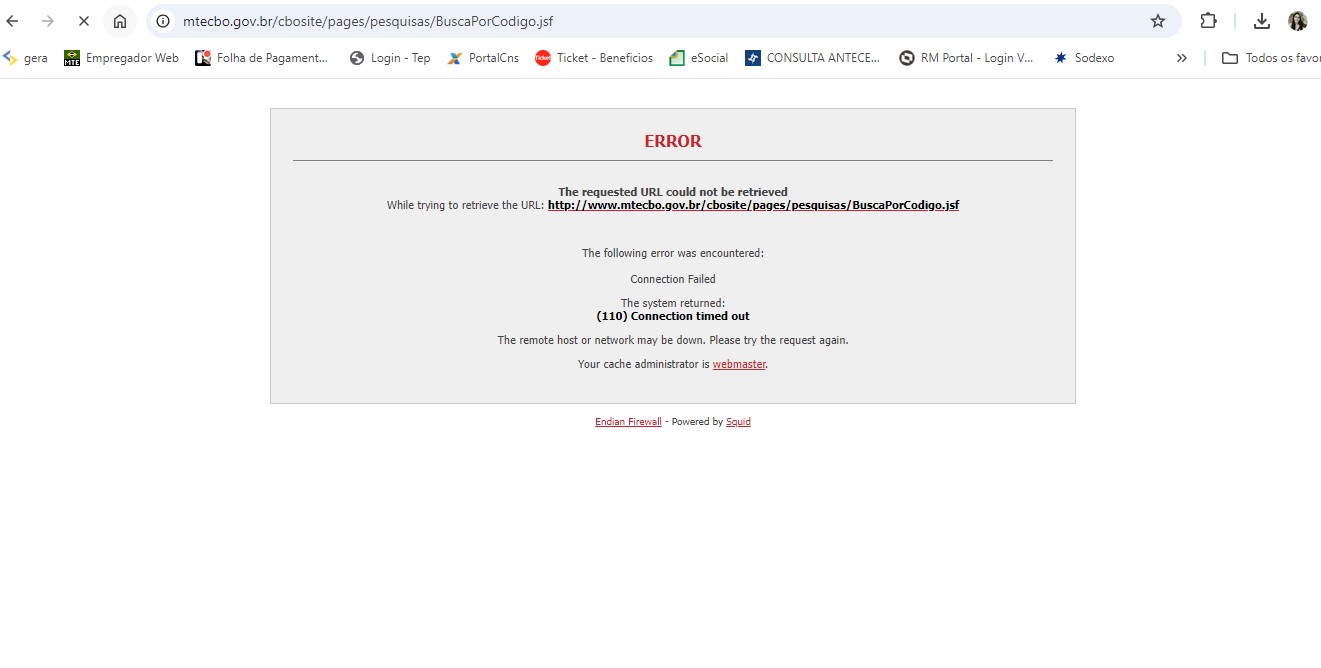 mtecbo.gov.br/cbosite/pages/pesquisas/BuscaPorCodigo.jsf
gera MTE Empregador Web Folha de Pagament... Login - Tep PortalCns Ticket Ticket - Beneficios eSocial CONSULTA ANTECE... RM Portal - Login V... Sodexo » Todos os favor
ERROR
The requested URL could not be retrieved
While trying to retrieve the URL: http://www.mtecbo.gov.br/cbosite/pages/pesquisas/BuscaPorCodigo.jsf
The following error was encountered:
Connection Failed
The system returned:
(110) Connection timed out
The remote host or network may be down. Please try the request again.
Your cache administrator is webmaster.
Endian Firewall - Powered by Squid